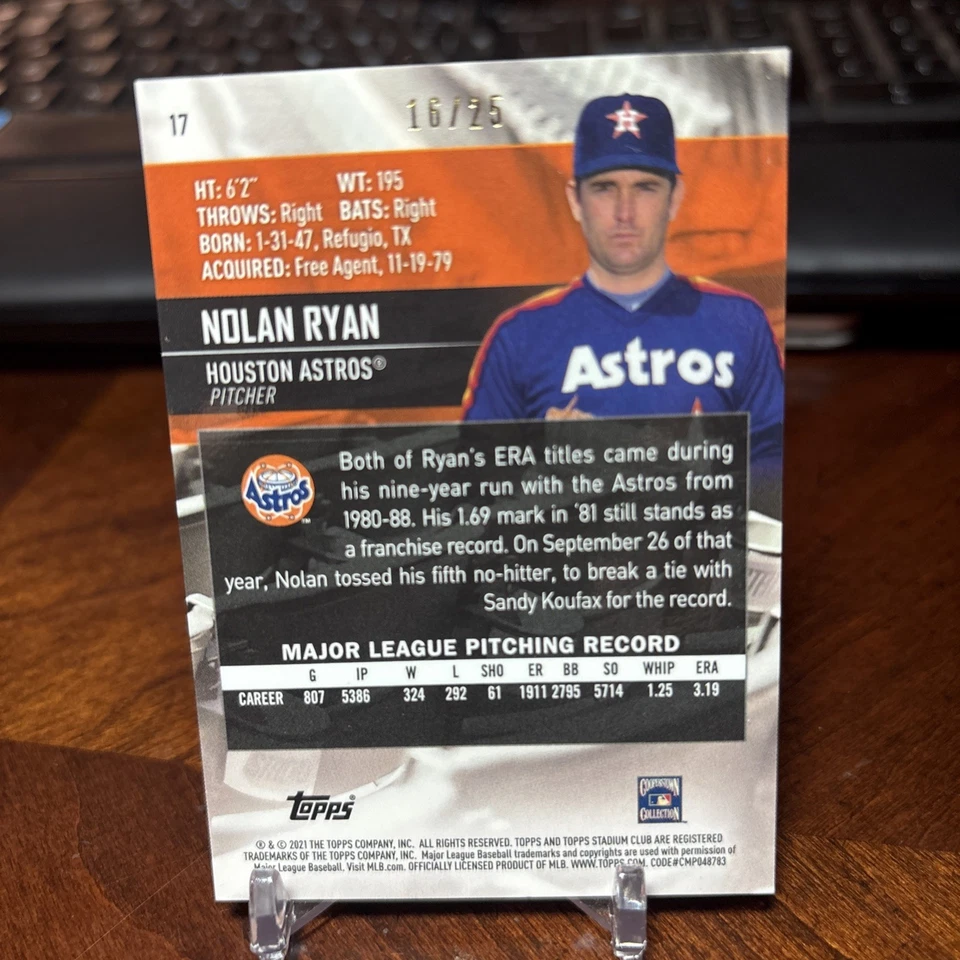 17
16/25
H
HT: 6'2" WT: 195
THROWS: Right BATS: Right
BORN: 1-31-47, Refugio, TX
ACQUIRED: Free Agent, 11-19-79
NOLAN RYAN
HOUSTON ASTROS®
PITCHER
Astros
Astros™
Both of Ryan's ERA titles came during
his nine-year run with the Astros from
1980-88. His 1.69 mark in '81 still stands as
a franchise record. On September 26 of that
year, Nolan tossed his fifth no-hitter, to break a tie with
Sandy Koufax for the record.
MAJOR LEAGUE PITCHING RECORD
G IP W L SHO ER BB SO WHIP ERA
CAREER 807 5386 324 292 61 1911 2795 5714 1.25 3.19
topps®
COOPERSTOWN
COLLECTION
® & © 2021 THE TOPPS COMPANY, INC. ALL RIGHTS RESERVED. TOPPS AND TOPPS STADIUM CLUB ARE REGISTERED
TRADEMARKS OF THE TOPPS COMPANY, INC. Major League Baseball trademarks and copyrights are used with permission of
Major League Baseball. Visit MLB.com. OFFICIALLY LICENSED PRODUCT OF MLB. WWW.TOPPS.COM. CODE#CMP048783